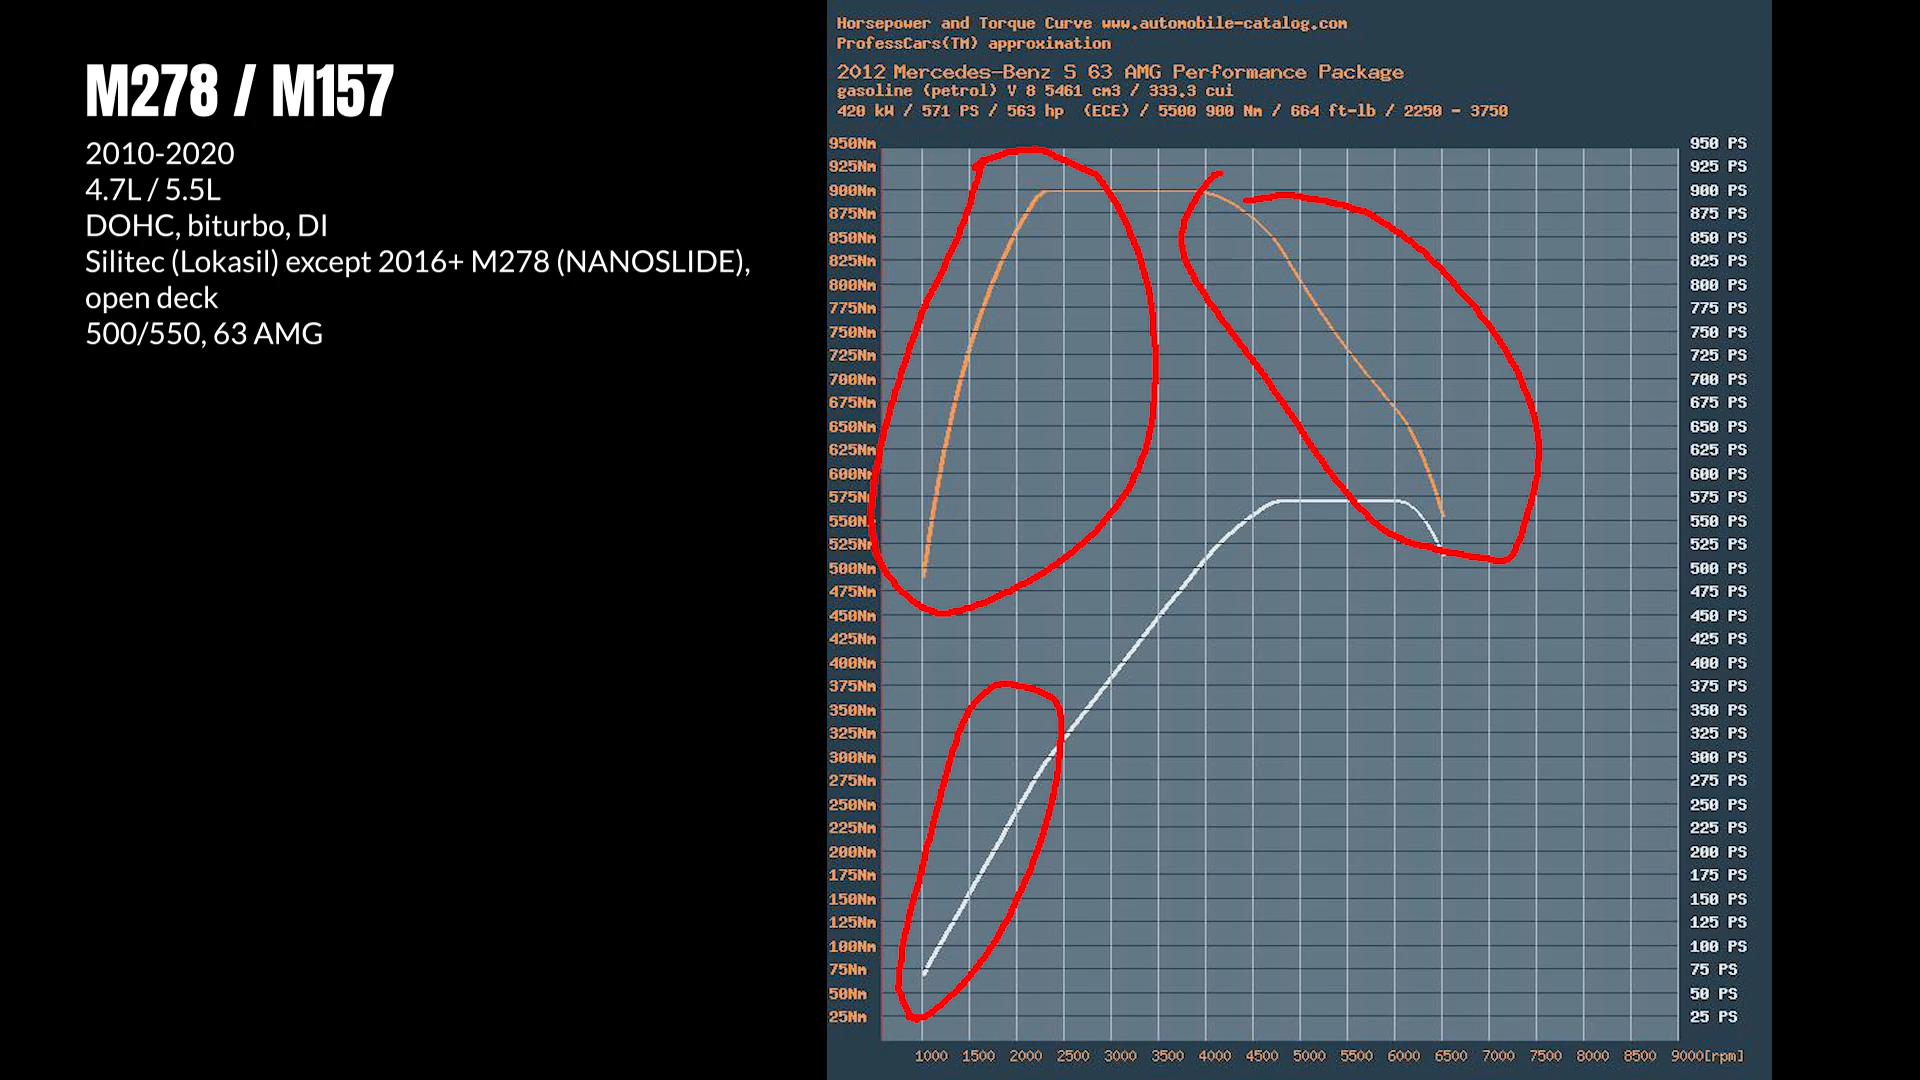 M278 / M157
2010-2020
4.7L / 5.5L
DOHC, biturbo, DI
Silitec (Lokasil) except 2016+ M278 (NANOSLIDE),
open deck
500/550, 63 AMG
Horsepower and Torque Curve www.automobile-catalog.com
ProfessCars(TM) approximation
2012 Mercedes-Benz S 63 AMG Performance Package
gasoline (petrol) V 8 5461 cm3 / 333.3 cui
420 kW / 571 PS / 563 hp (ECE) / 5500 900 Nm / 664 ft-lb / 2250 - 3750
950Nm 950 PS
925Nm 925 PS
900Nm 900 PS
875Nm 875 PS
850Nm 850 PS
825Nm 825 PS
800Nm 800 PS
775Nm 775 PS
750Nm 750 PS
725Nm 725 PS
700Nm 700 PS
675Nm 675 PS
650Nm 650 PS
625Nm 625 PS
600Nm 600 PS
575Nm 575 PS
550Nm 550 PS
525Nm 525 PS
500Nm 500 PS
475Nm 475 PS
450Nm 450 PS
425Nm 425 PS
400Nm 400 PS
375Nm 375 PS
350Nm 350 PS
325Nm 325 PS
300Nm 300 PS
275Nm 275 PS
250Nm 250 PS
225Nm 225 PS
200Nm 200 PS
175Nm 175 PS
150Nm 150 PS
125Nm 125 PS
100Nm 100 PS
75Nm 75 PS
50Nm 50 PS
25Nm 25 PS
1000 1500 2000 2500 3000 3500 4000 4500 5000 5500 6000 6500 7000 7500 8000 8500 9000[rpm]